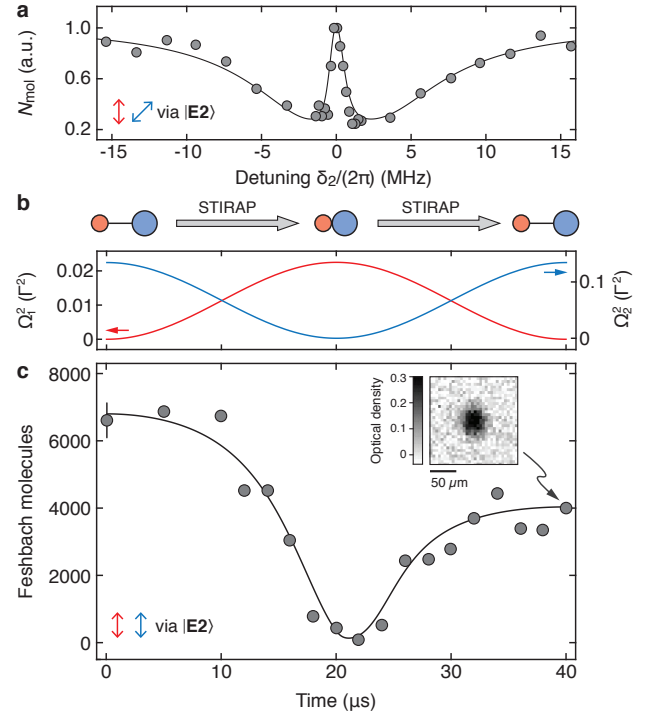 a
N_mol (a.u.)
1.0
0.6
0.2
via |E2⟩
-15 -10 -5 0 5 10 15
Detuning δ₂/(2π) (MHz)
b
STIRAP STIRAP
Ω₁² (Γ²)
0.02
0.01
0
0.1
0
Ω₂² (Γ²)
c
Feshbach molecules
8000
6000
4000
2000
0
Optical density
0.3
0.2
0.1
0
50 μm
via |E2⟩
0 10 20 30 40
Time (μs)